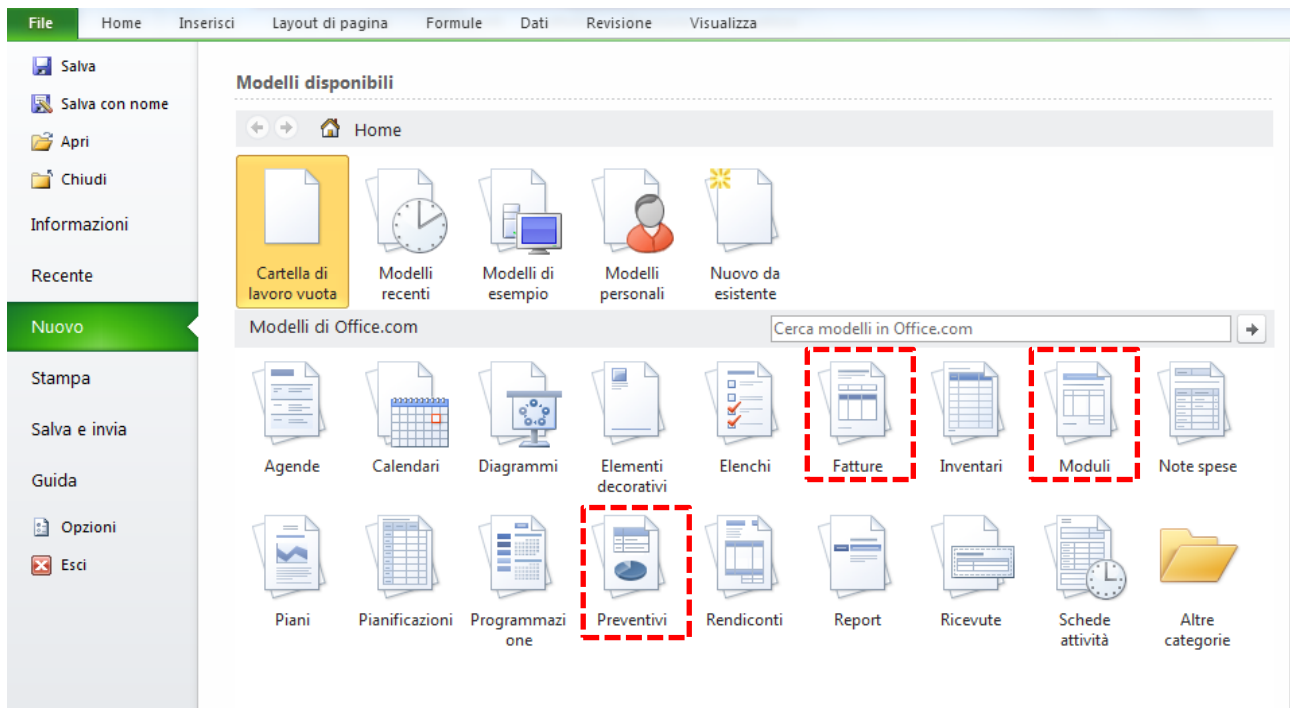 File Home Inserisci Layout di pagina Formule Dati Revisione Visualizza
Salva
Salva con nome
Apri
Chiudi
Informazioni
Recente
Nuovo
Stampa
Salva e invia
Guida
Opzioni
Esci
Modelli disponibili
Home
Cartella di lavoro vuota
Modelli recenti
Modelli di esempio
Modelli personali
Nuovo da esistente
Modelli di Office.com
Cerca modelli in Office.com
Agende
Calendari
Diagrammi
Elementi decorativi
Elenchi
Fatture
Inventari
Moduli
Note spese
Piani
Pianificazioni
Programmazi
one
Preventivi
Rendiconti
Report
Ricevute
Schede attività
Altre categorie